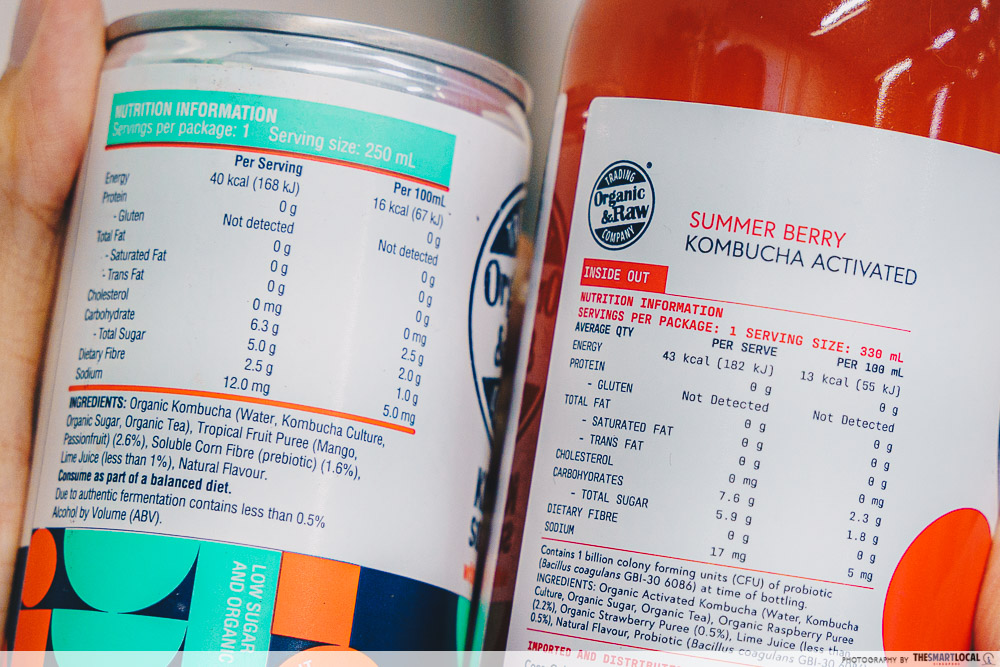 NUTRITION INFORMATION
Servings per package: 1 Serving size: 250 mL
Per Serving Per 100mL
Energy 40 kcal (168 kJ) 16 kcal (67 kJ)
Protein 0 g 0 g
- Gluten Not detected Not detected
Total Fat 0 g 0 g
- Saturated Fat 0 g 0 g
- Trans Fat 0 g 0 g
Cholesterol 0 mg 0 mg
Carbohydrate 6.3 g 2.5 g
- Total Sugar 5.0 g 2.0 g
Dietary Fibre 2.5 g 1.0 g
Sodium 12.0 mg 5.0 mg
INGREDIENTS: Organic Kombucha (Water, Kombucha Culture,
Organic Sugar, Organic Tea), Tropical Fruit Puree (Mango,
Passionfruit) (2.6%), Soluble Corn Fibre (prebiotic) (1.6%),
Lime Juice (less than 1%), Natural Flavour.
Consume as part of a balanced diet.
Due to authentic fermentation contains less than 0.5%
Alcohol by Volume (ABV).
LOW SUGAR
AND ORGANIC
TRADING
Organic
&Raw
COMPANY
SUMMER BERRY
KOMBUCHA ACTIVATED
INSIDE OUT
NUTRITION INFORMATION
SERVINGS PER PACKAGE: 1 SERVING SIZE: 330 mL
AVERAGE QTY PER SERVE PER 100 mL
ENERGY 43 kcal (182 kJ) 13 kcal (55 kJ)
PROTEIN 0 g 0 g
- GLUTEN Not Detected Not Detected
TOTAL FAT 0 g 0 g
- SATURATED FAT 0 g 0 g
- TRANS FAT 0 g 0 g
CHOLESTEROL 0 mg 0 mg
CARBOHYDRATES 7.6 g 2.3 g
- TOTAL SUGAR 5.9 g 1.8 g
DIETARY FIBRE 0 g 0 g
SODIUM 17 mg 5 mg
Contains 1 billion colony forming units (CFU) of probiotic
(Bacillus coagulans GBI-30 6086) at time of bottling.
INGREDIENTS: Organic Activated Kombucha (Water, Kombucha
Culture, Organic Sugar, Organic Tea), Organic Raspberry Puree
(2.2%), Organic Strawberry Puree (0.5%), Lime Juice (less than
0.5%), Natural Flavour, Probiotic (Bacillus coagulans GBI-30
IMPORTED AND DISTRIBUTED
PHOTOGRAPHY BY THESMARTLOCAL